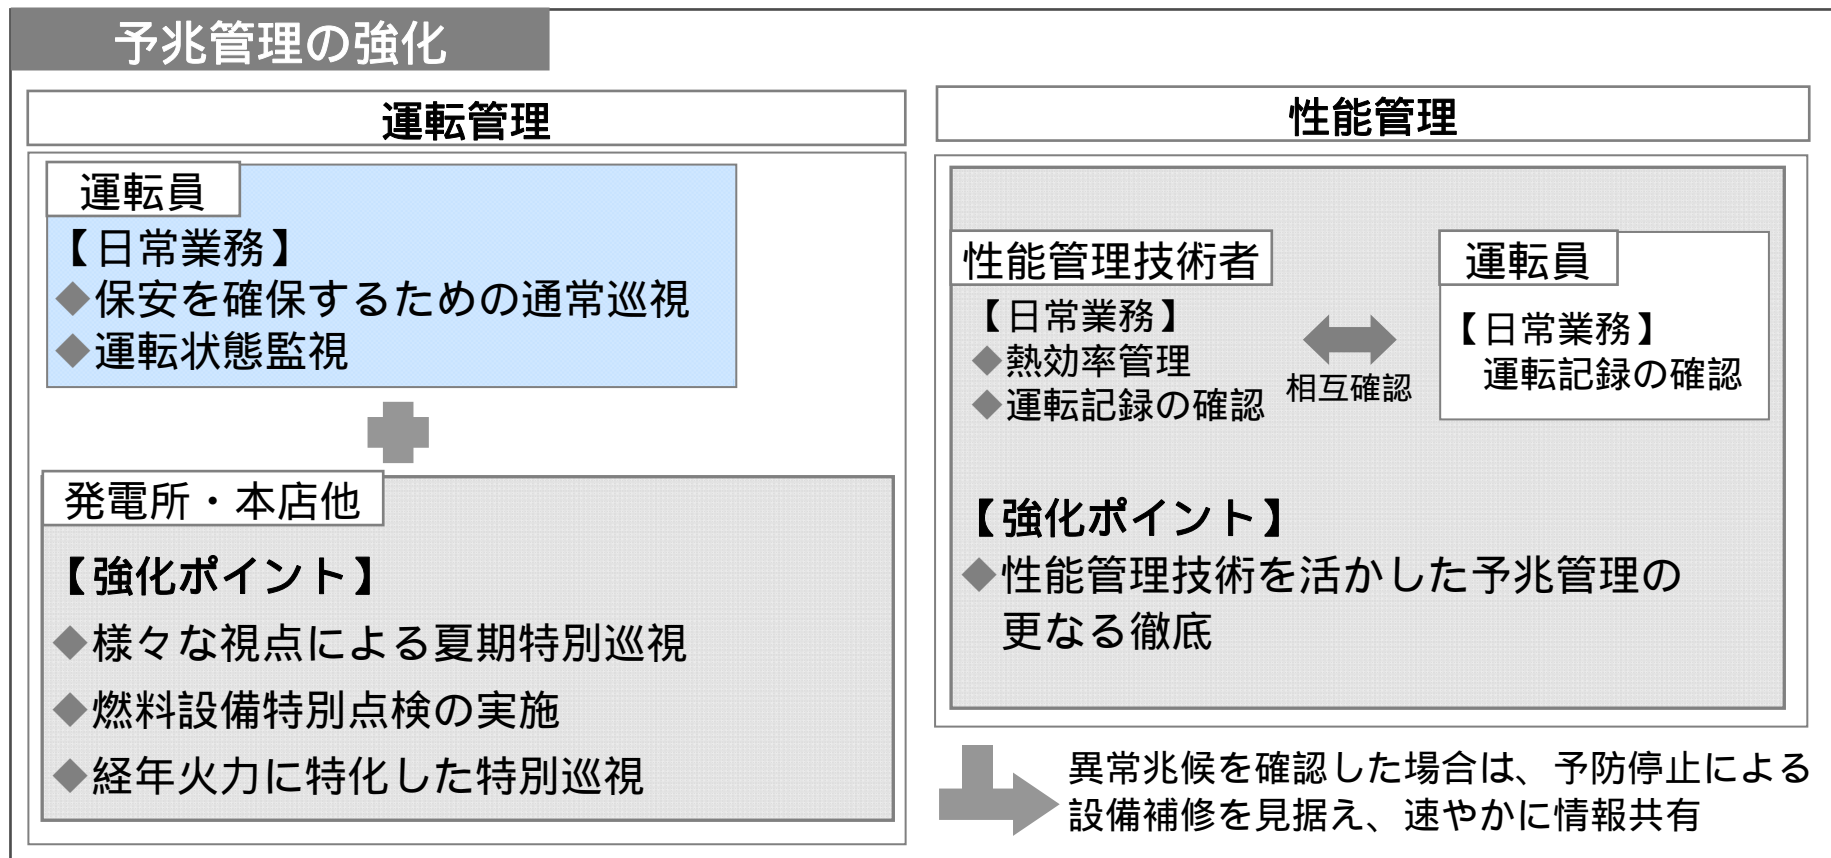 予兆管理の強化
運転管理
運転員
【日常業務】
◆保安を確保するための通常巡視
◆運転状態監視
発電所・本店他
【強化ポイント】
◆様々な視点による夏期特別巡視
◆燃料設備特別点検の実施
◆経年火力に特化した特別巡視
性能管理
性能管理技術者
【日常業務】
◆熱効率管理
◆運転記録の確認
相互確認
運転員
【日常業務】
運転記録の確認
【強化ポイント】
◆性能管理技術を活かした予兆管理の
更なる徹底
異常兆候を確認した場合は、予防停止による
設備補修を見据え、速やかに情報共有